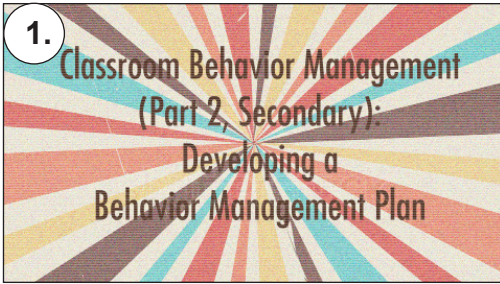 1.
Classroom Behavior Management
(Part 2, Secondary):
Developing a
Behavior Management Plan